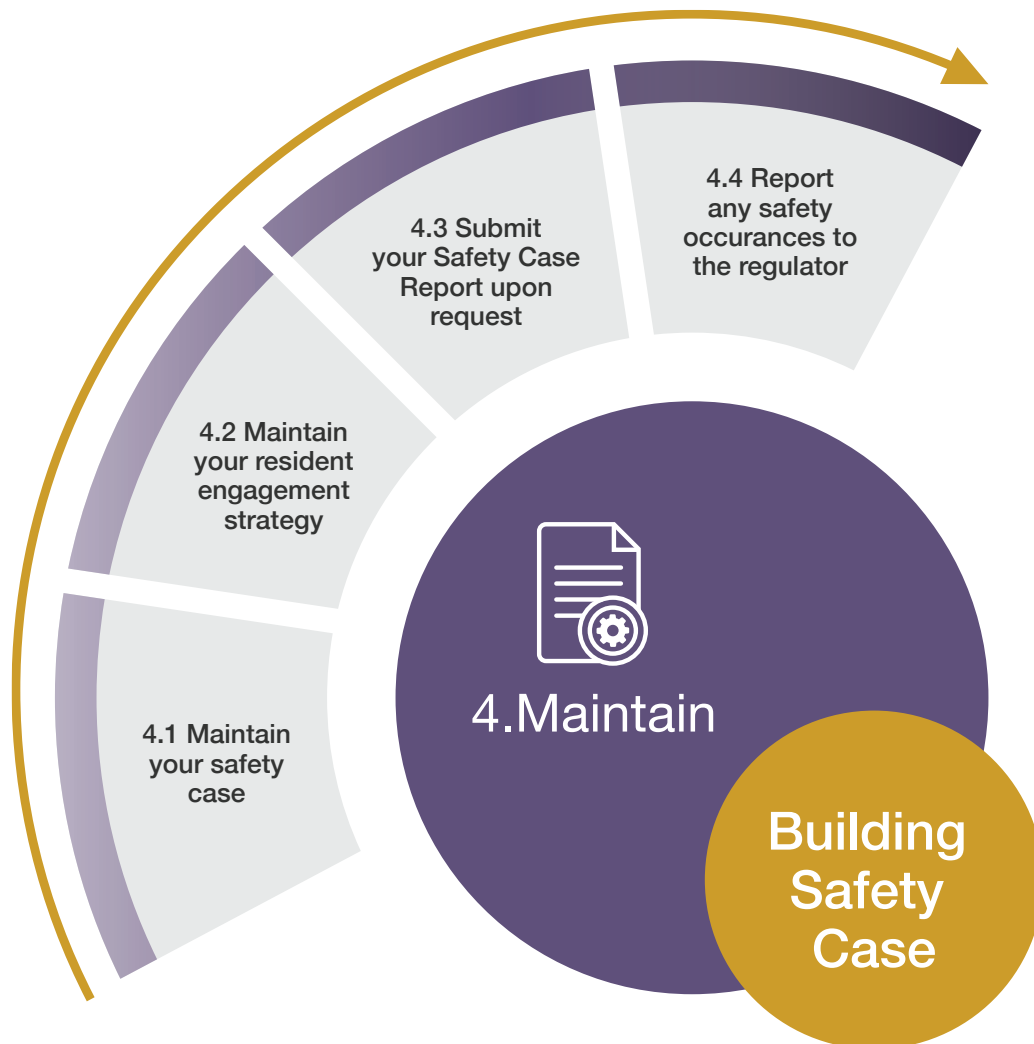 4.1 Maintain
your safety
case
4.2 Maintain
your resident
engagement
strategy
4.3 Submit
your Safety Case
Report upon
request
4.4 Report
any safety
occurances to
the regulator
4.Maintain
Building
Safety
Case